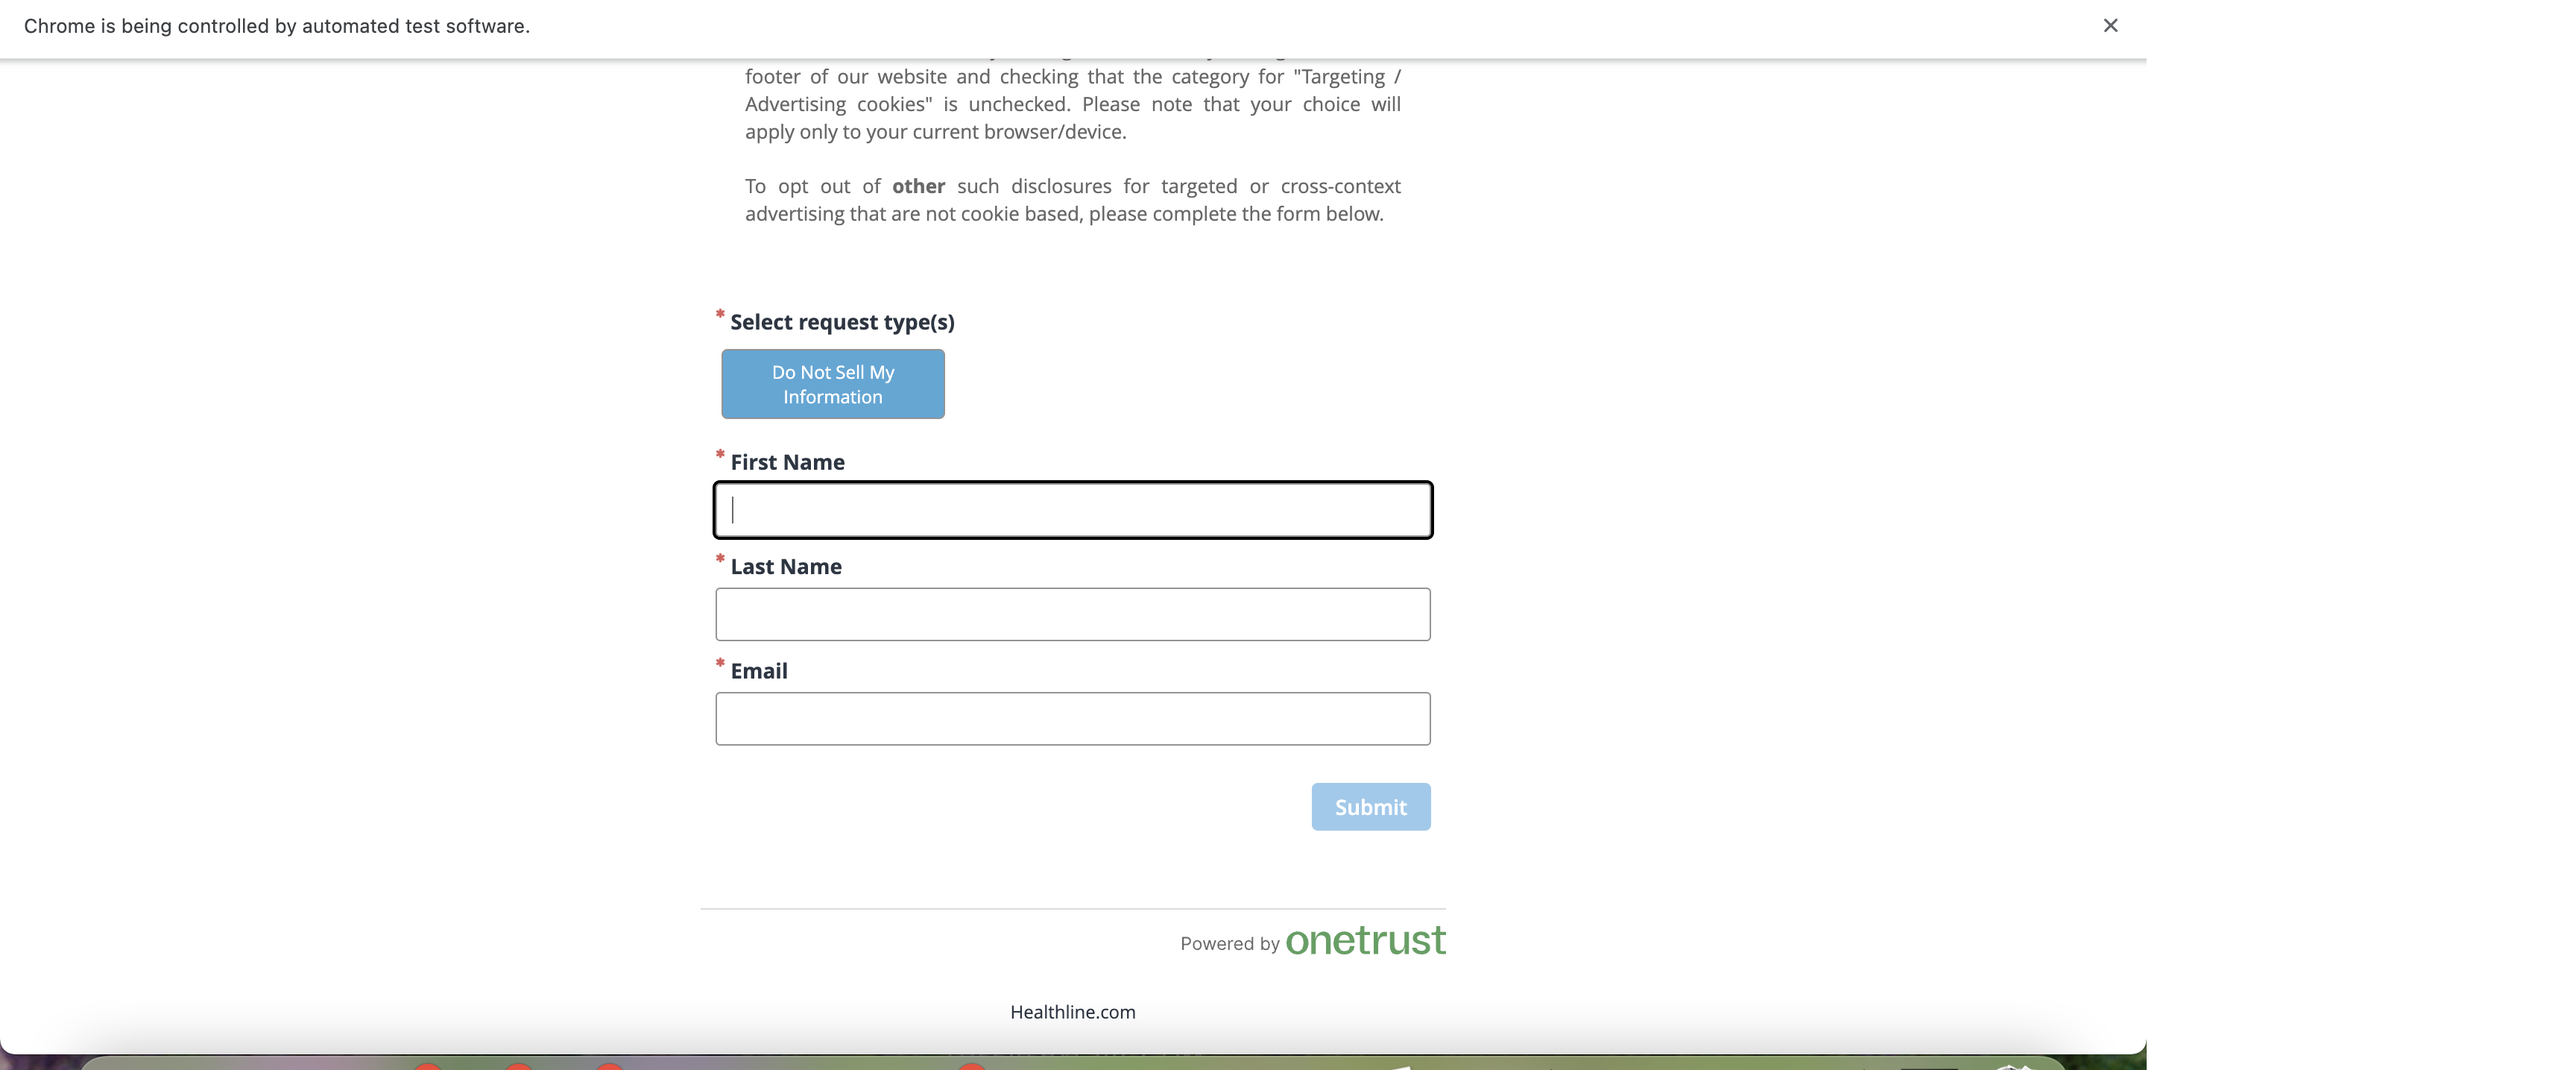 Chrome is being controlled by automated test software.
footer of our website and checking that the category for "Targeting /
Advertising cookies" is unchecked. Please note that your choice will
apply only to your current browser/device.
To opt out of other such disclosures for targeted or cross-context
advertising that are not cookie based, please complete the form below.
* Select request type(s)
Do Not Sell My
Information
* First Name
* Last Name
* Email
Submit
Powered by onetrust
Healthline.com